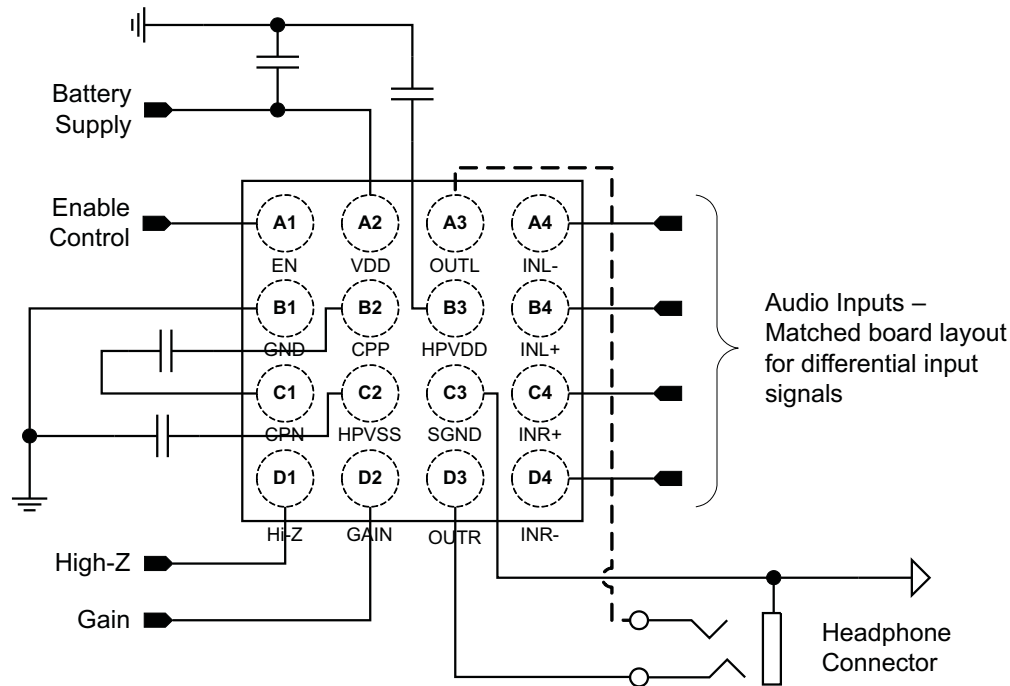 Battery
Supply
Enable
Control
A1
A2
A3
A4
EN
VDD
OUTL
INL-
B1
B2
B3
B4
GND
CPP
HPVDD
INL+
C1
C2
C3
C4
CPN
HPVSS
SGND
INR+
D1
D2
D3
D4
Hi-Z
GAIN
OUTR
INR-
Audio Inputs –
Matched board layout
for differential input
signals
High-Z
Gain
Headphone
Connector